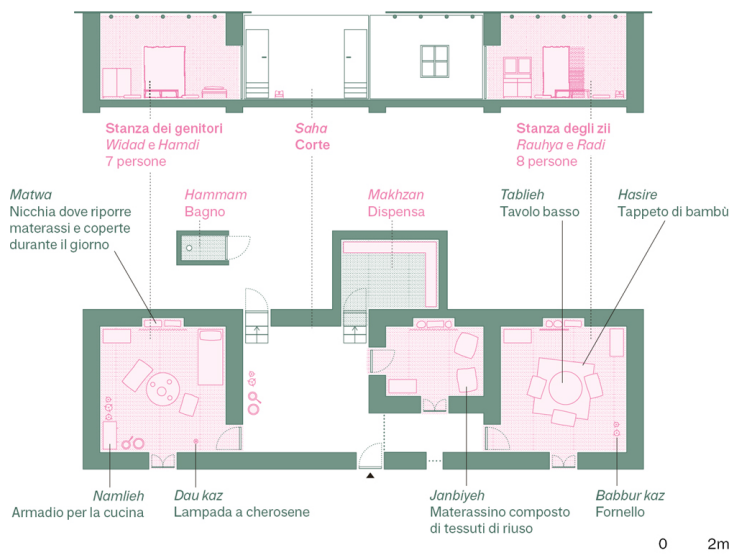 Stanza dei genitori
Widad e Hamdi
7 persone
Saha
Corte
Stanza degli zii
Rauhya e Radi
8 persone
Matwa
Nicchia dove riporre
materassi e coperte
durante il giorno
Hammam
Bagno
Makhzan
Dispensa
Tablieh
Tavolo basso
Hasire
Tappeto di bambù
Namlieh
Armadio per la cucina
Dau kaz
Lampada a cherosene
Janbiyeh
Materassino composto
di tessuti di riuso
Babbur kaz
Fornello
0 2m